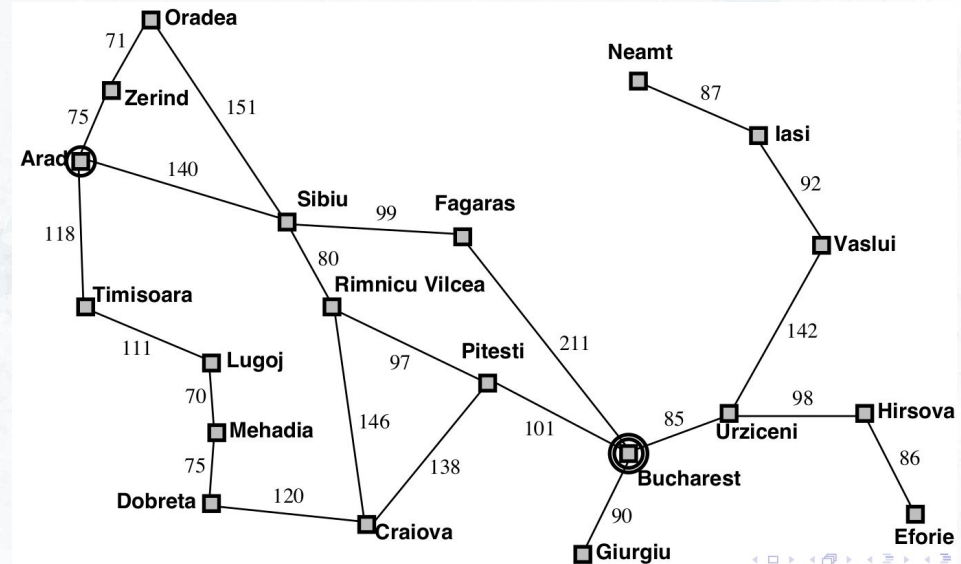 Oradea
71
Neamt
87
Zerind
75
151
Iasi
Arad
140
92
Sibiu
99
Fagaras
118
80
Vaslui
Timisoara
Rimnicu Vilcea
142
111
Lugoj
97
Pitesti
211
70
146
98
Hirsova
Mehadia
101
85
Urziceni
75
138
86
Bucharest
Dobreta
120
90
Craiova
Eforie
Giurgiu